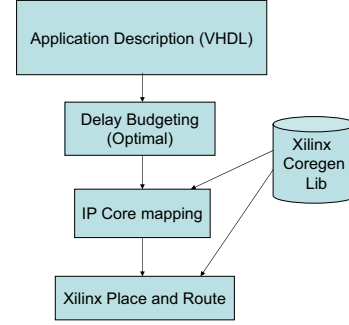 Application Description (VHDL)
Delay Budgeting
(Optimal)
Xilinx
Coregen
Lib
IP Core mapping
Xilinx Place and Route